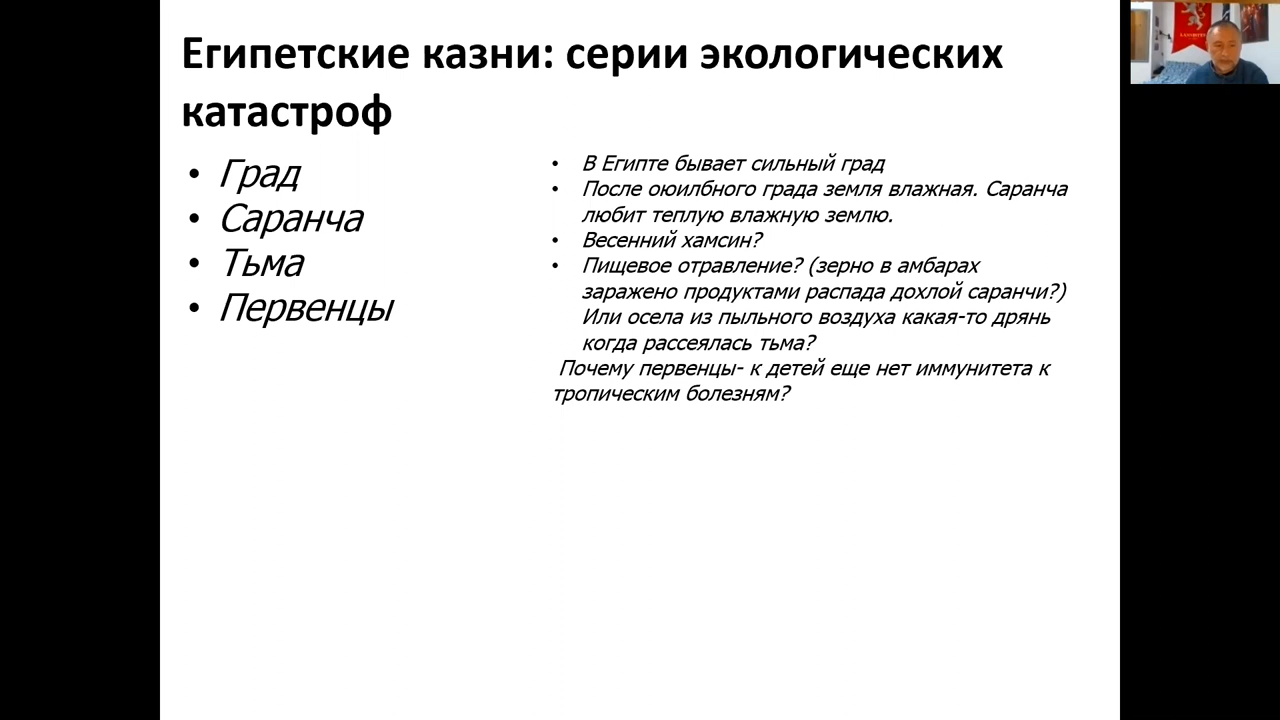 Египетские казни: серии экологических
катастроф
• Град
• Саранча
• Тьма
• Первенцы
• В Египте бывает сильный град
• После оюилбного града земля влажная. Саранча
любит теплую влажную землю.
• Весенний хамсин?
• Пищевое отравление? (зерно в амбарах
заражено продуктами распада дохлой саранчи?)
Или осела из пыльного воздуха какая-то дрянь
когда рассеялась тьма?
Почему первенцы- к детей еще нет иммунитета к
тропическим болезням?